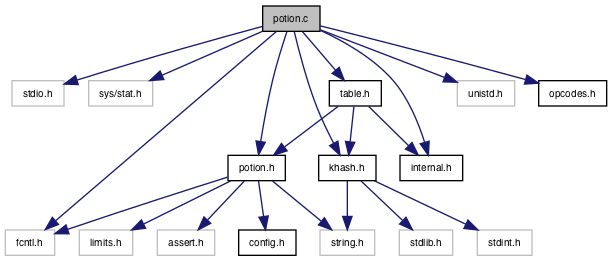 potion.c
stdio.h
sys/stat.h
table.h
unistd.h
opcodes.h
potion.h
khash.h
internal.h
fcntl.h
limits.h
assert.h
config.h
string.h
stdlib.h
stdint.h